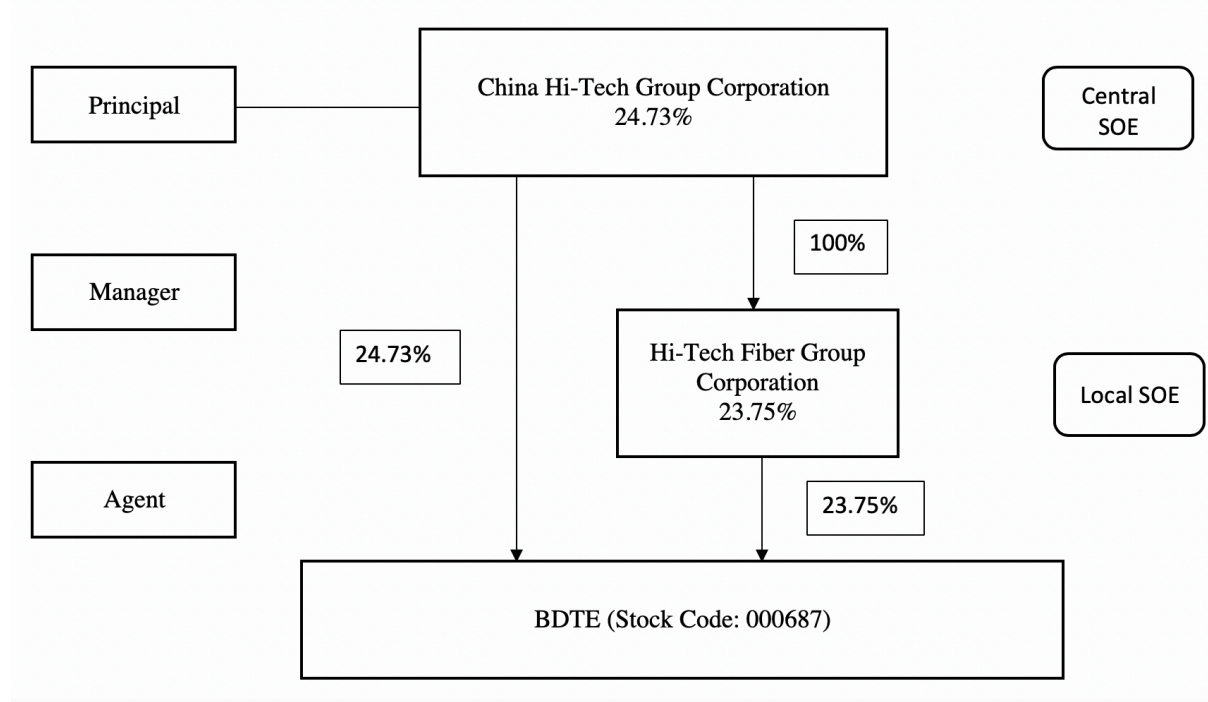 Principal
China Hi-Tech Group Corporation
24.73%
Central
SOE
100%
Manager
24.73%
Hi-Tech Fiber Group
Corporation
23.75%
Local SOE
Agent
23.75%
BDTE (Stock Code: 000687)